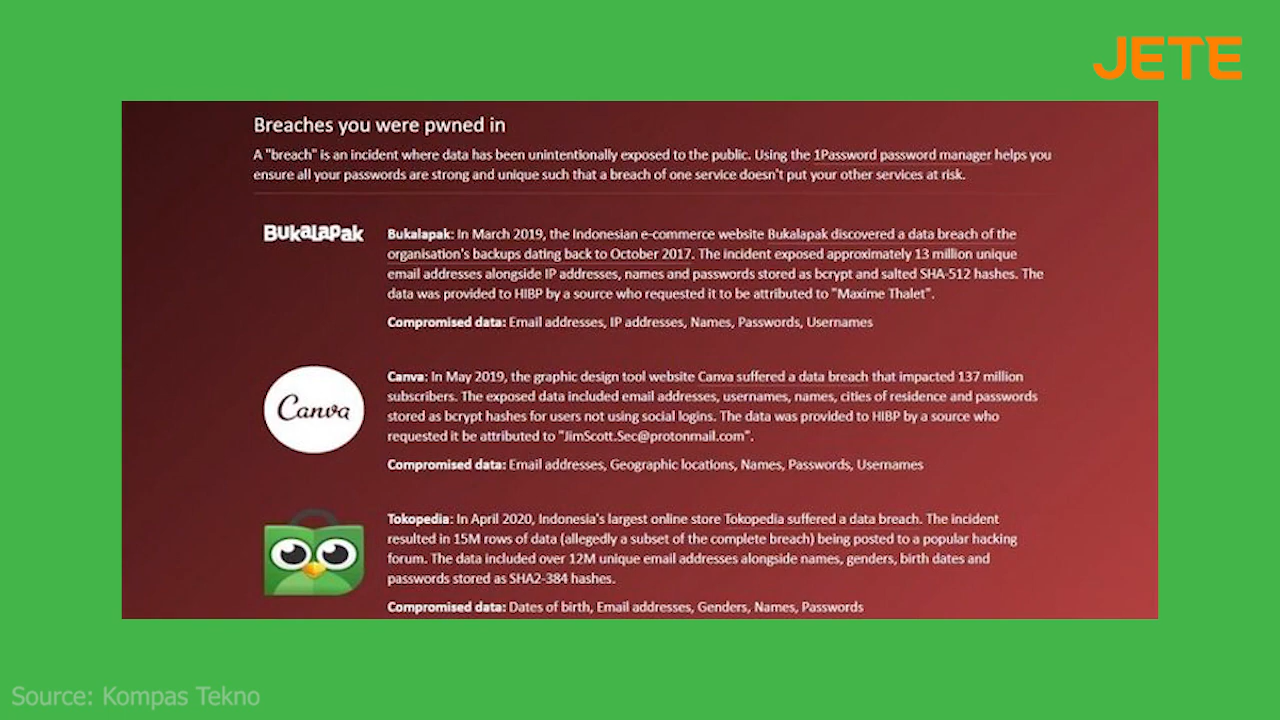 JETE
Breaches you were pwned in
A "breach" is an incident where data has been unintentionally exposed to the public. Using the 1Password password manager helps you
ensure all your passwords are strong and unique such that a breach of one service doesn't put your other services at risk.
BUKALAPAK
Bukalapak: In March 2019, the Indonesian e-commerce website Bukalapak discovered a data breach of the
organisation's backups dating back to October 2017. The incident exposed approximately 13 million unique
email addresses alongside IP addresses, names and passwords stored as bcrypt and salted SHA-512 hashes. The
data was provided to HIBP by a source who requested it to be attributed to "Maxime Thalet".
Compromised data: Email addresses, IP addresses, Names, Passwords, Usernames
Canva
Canva: In May 2019, the graphic design tool website Canva suffered a data breach that impacted 137 million
subscribers. The exposed data included email addresses, usernames, names, cities of residence and passwords
stored as bcrypt hashes for users not using social logins. The data was provided to HIBP by a source who
requested it be attributed to "JimScott.Sec@protonmail.com".
Compromised data: Email addresses, Geographic locations, Names, Passwords, Usernames
Tokopedia: In April 2020, Indonesia's largest online store Tokopedia suffered a data breach. The incident
resulted in 15M rows of data (allegedly a subset of the complete breach) being posted to a popular hacking
forum. The data included over 12M unique email addresses alongside names, genders, birth dates and
passwords stored as SHA2-384 hashes.
Compromised data: Dates of birth, Email addresses, Genders, Names, Passwords
Source: Kompas Tekno